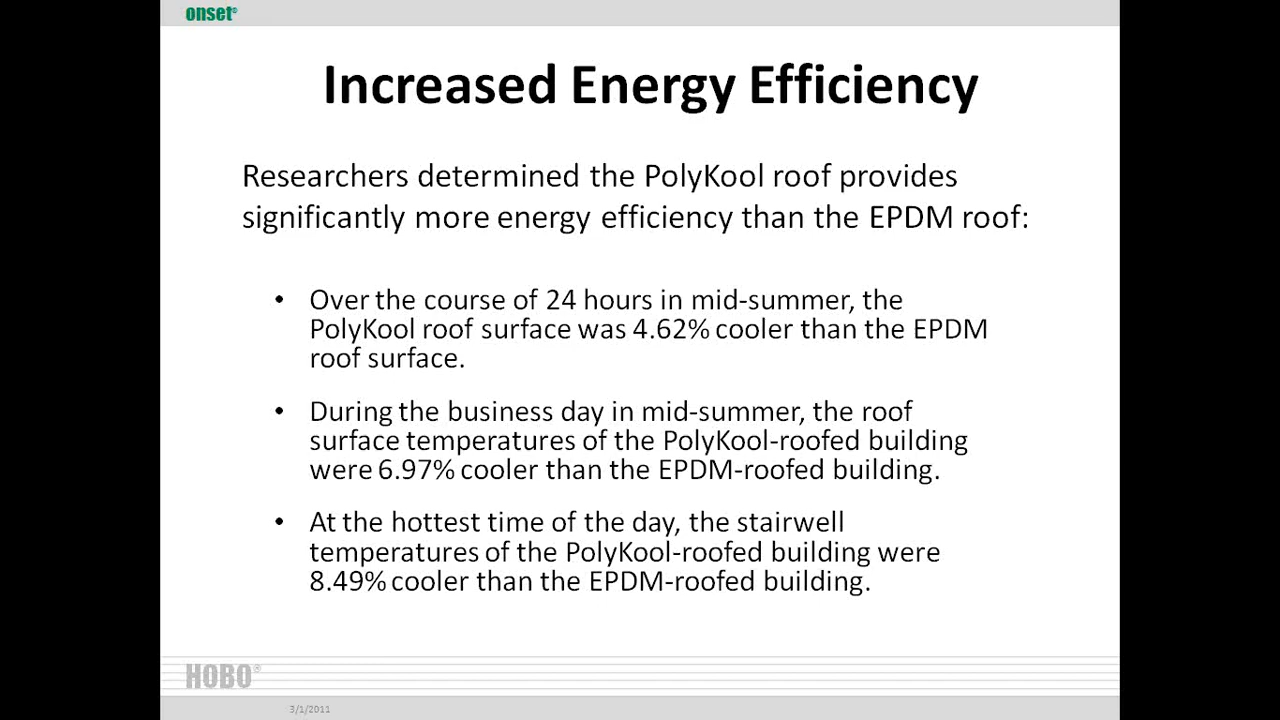 onset®
Increased Energy Efficiency
Researchers determined the PolyKool roof provides
significantly more energy efficiency than the EPDM roof:
• Over the course of 24 hours in mid-summer, the
PolyKool roof surface was 4.62% cooler than the EPDM
roof surface.
• During the business day in mid-summer, the roof
surface temperatures of the PolyKool-roofed building
were 6.97% cooler than the EPDM-roofed building.
• At the hottest time of the day, the stairwell
temperatures of the PolyKool-roofed building were
8.49% cooler than the EPDM-roofed building.
HOBO®
3/1/2011